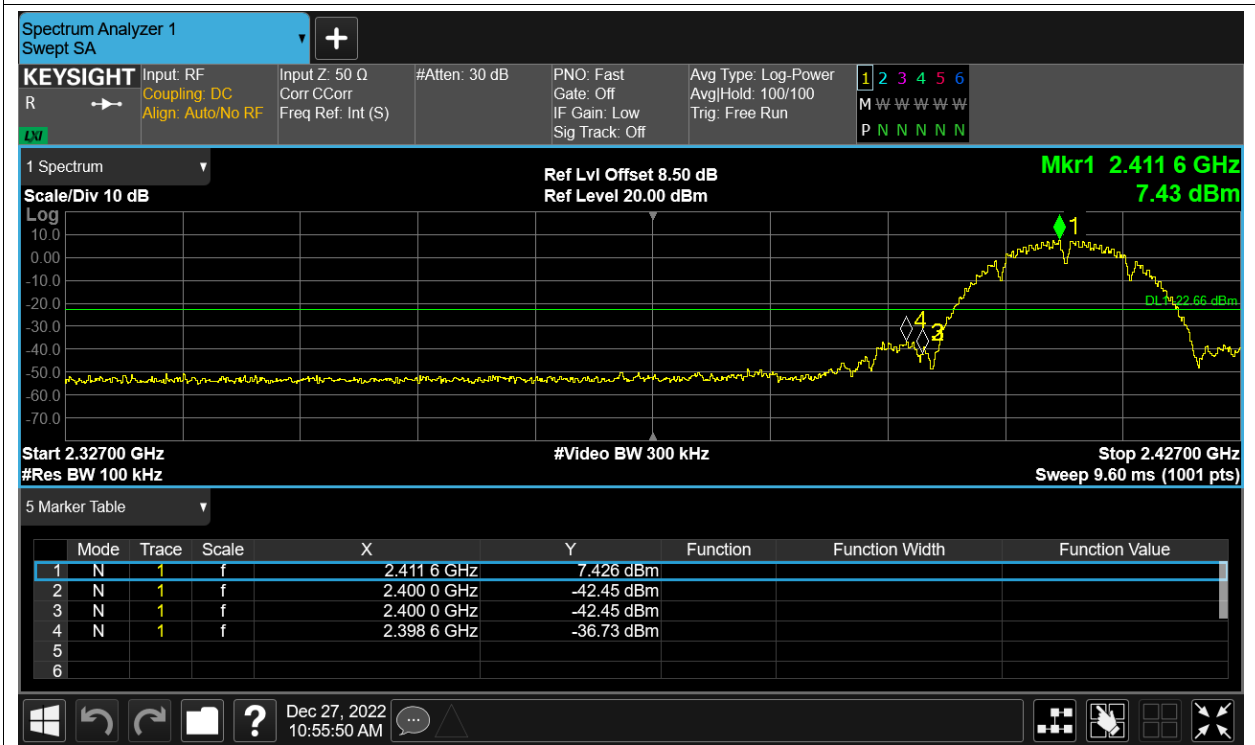 Spectrum Analyzer 1
Swept SA
KEYSIGHT Input: RF Input Z: 50 Ω #Atten: 30 dB PNO: Fast Avg Type: Log-Power 1 2 3 4 5 6
R Coupling: DC Corr CCorr Gate: Off Avg|Hold: 100/100 M W W W W W
Align: Auto/No RF Freq Ref: Int (S) IF Gain: Low Trig: Free Run
LXI Sig Track: Off P N N N N N
1 Spectrum Ref Lvl Offset 8.50 dB Mkr1 2.411 6 GHz
Scale/Div 10 dB Ref Level 20.00 dBm 7.43 dBm
Log
1
10.0
0.00
-10.0
-20.0
DL1 -22.66 dBm
-30.0
4
3
-40.0
-50.0
-60.0
-70.0
Start 2.32700 GHz #Video BW 300 kHz Stop 2.42700 GHz
#Res BW 100 kHz Sweep 9.60 ms (1001 pts)
5 Marker Table
Mode Trace Scale X Y Function Function Width Function Value
1 N 1 f 2.411 6 GHz 7.426 dBm
2 N 1 f 2.400 0 GHz -42.45 dBm
3 N 1 f 2.400 0 GHz -42.45 dBm
4 N 1 f 2.398 6 GHz -36.73 dBm
5
6
? Dec 27, 2022
10:55:50 AM